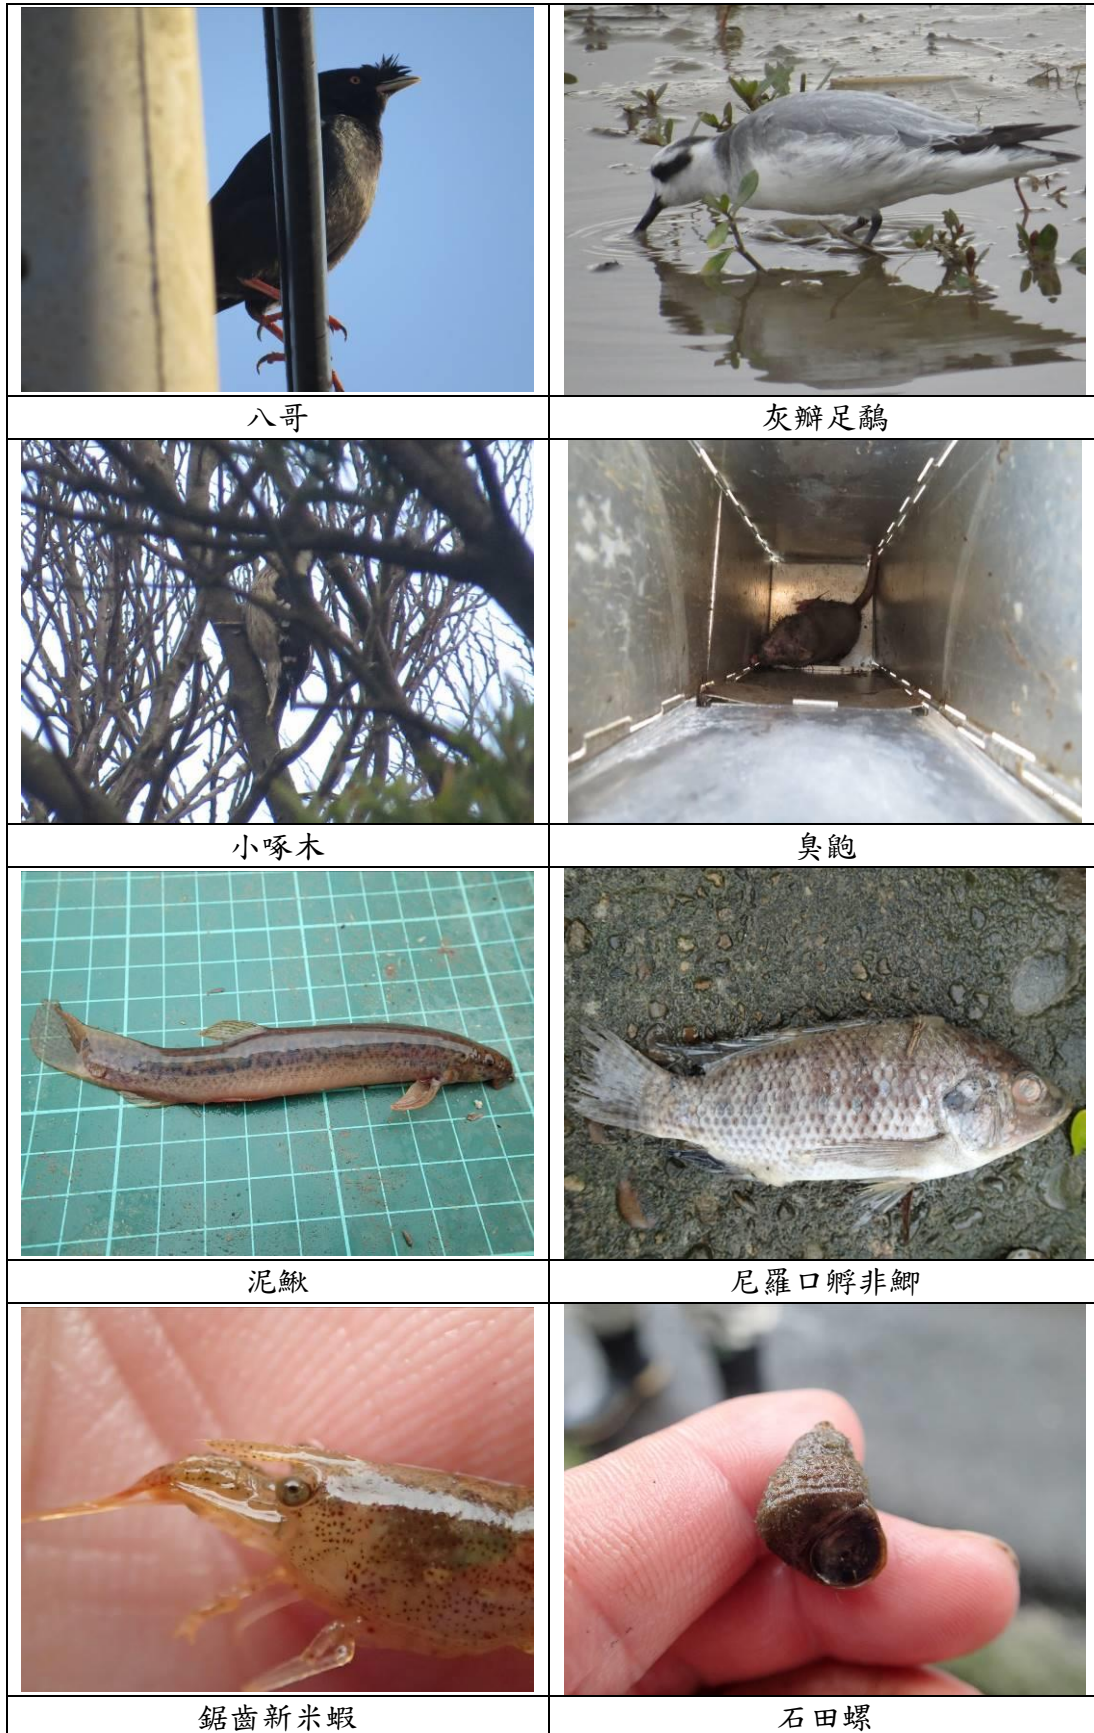 八哥
灰瓣足鷸
小啄木
臭鼩
泥鰍
尼羅口孵非鯽
鋸齒新米蝦
石田螺